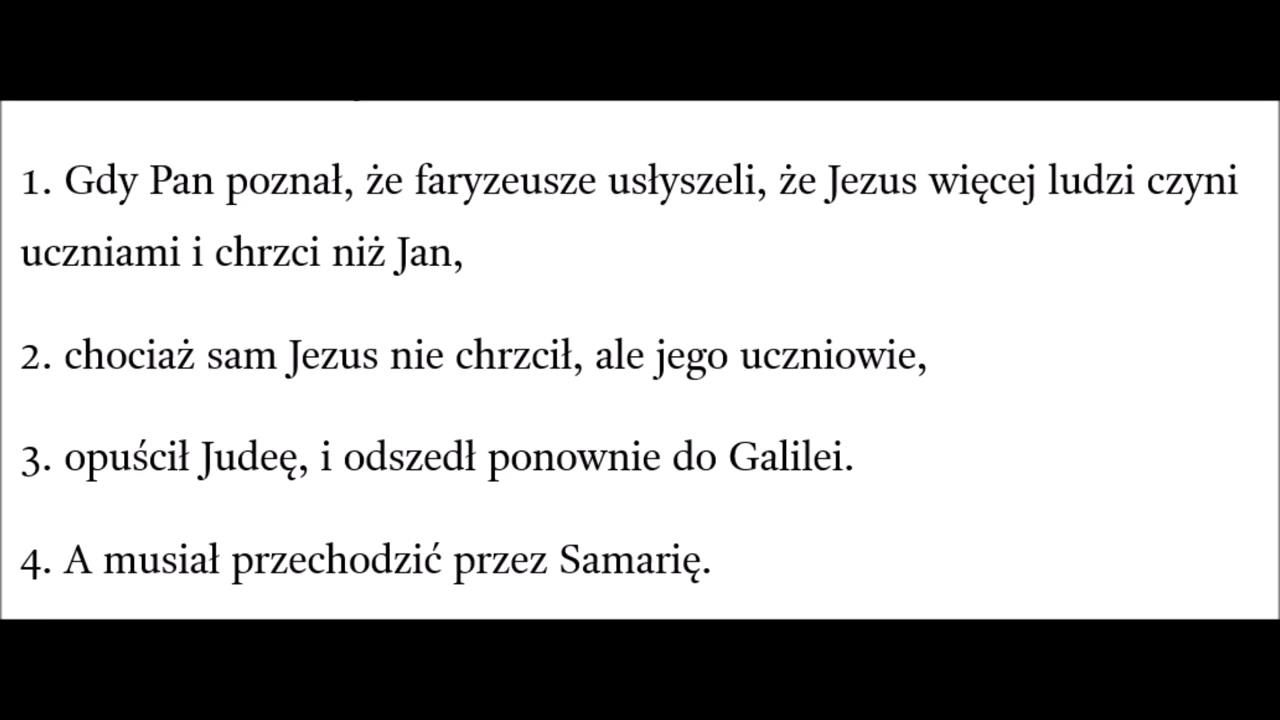 1. Gdy Pan poznał, że faryzeusze usłyszeli, że Jezus więcej ludzi czyni
uczniami i chrzci niż Jan,
2. chociaż sam Jezus nie chrzcił, ale jego uczniowie,
3. opuścił Judeę, i odszedł ponownie do Galilei.
4. A musiał przechodzić przez Samarię.